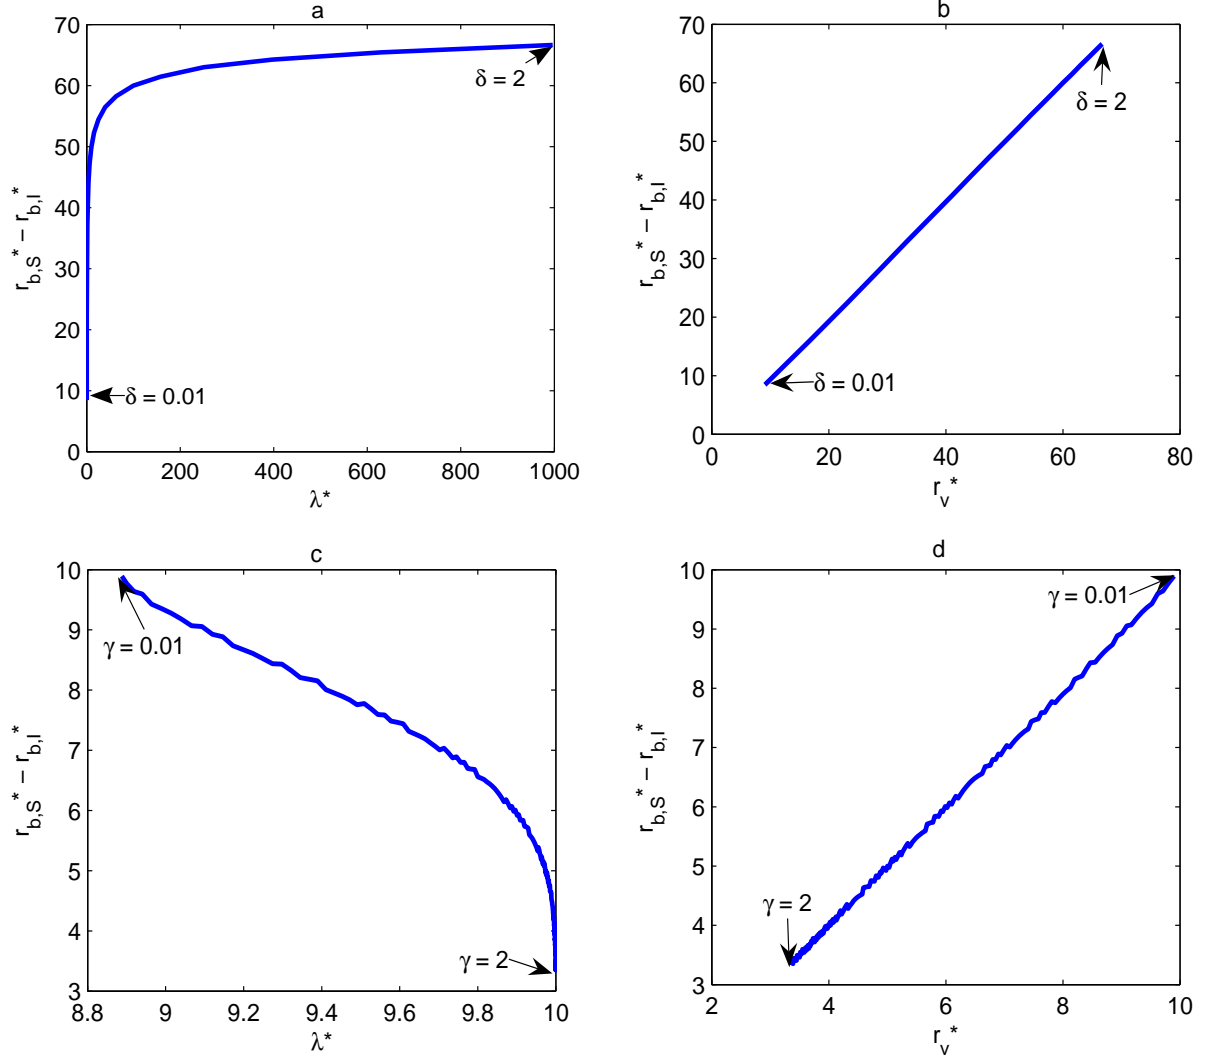 a
70
60
50
40
30
20
10
0
r_{b,S}* − r_{b,I}*
δ = 2
δ = 0.01
0 200 400 600 800 1000
λ*
b
70
60
50
40
30
20
10
0
r_{b,S}* − r_{b,I}*
δ = 2
δ = 0.01
0 20 40 60 80
r_v*
c
10
9
8
7
6
5
4
3
r_{b,S}* − r_{b,I}*
γ = 0.01
γ = 2
8.8 9 9.2 9.4 9.6 9.8 10
λ*
d
10
9
8
7
6
5
4
3
r_{b,S}* − r_{b,I}*
γ = 0.01
γ = 2
2 4 6 8 10
r_v*